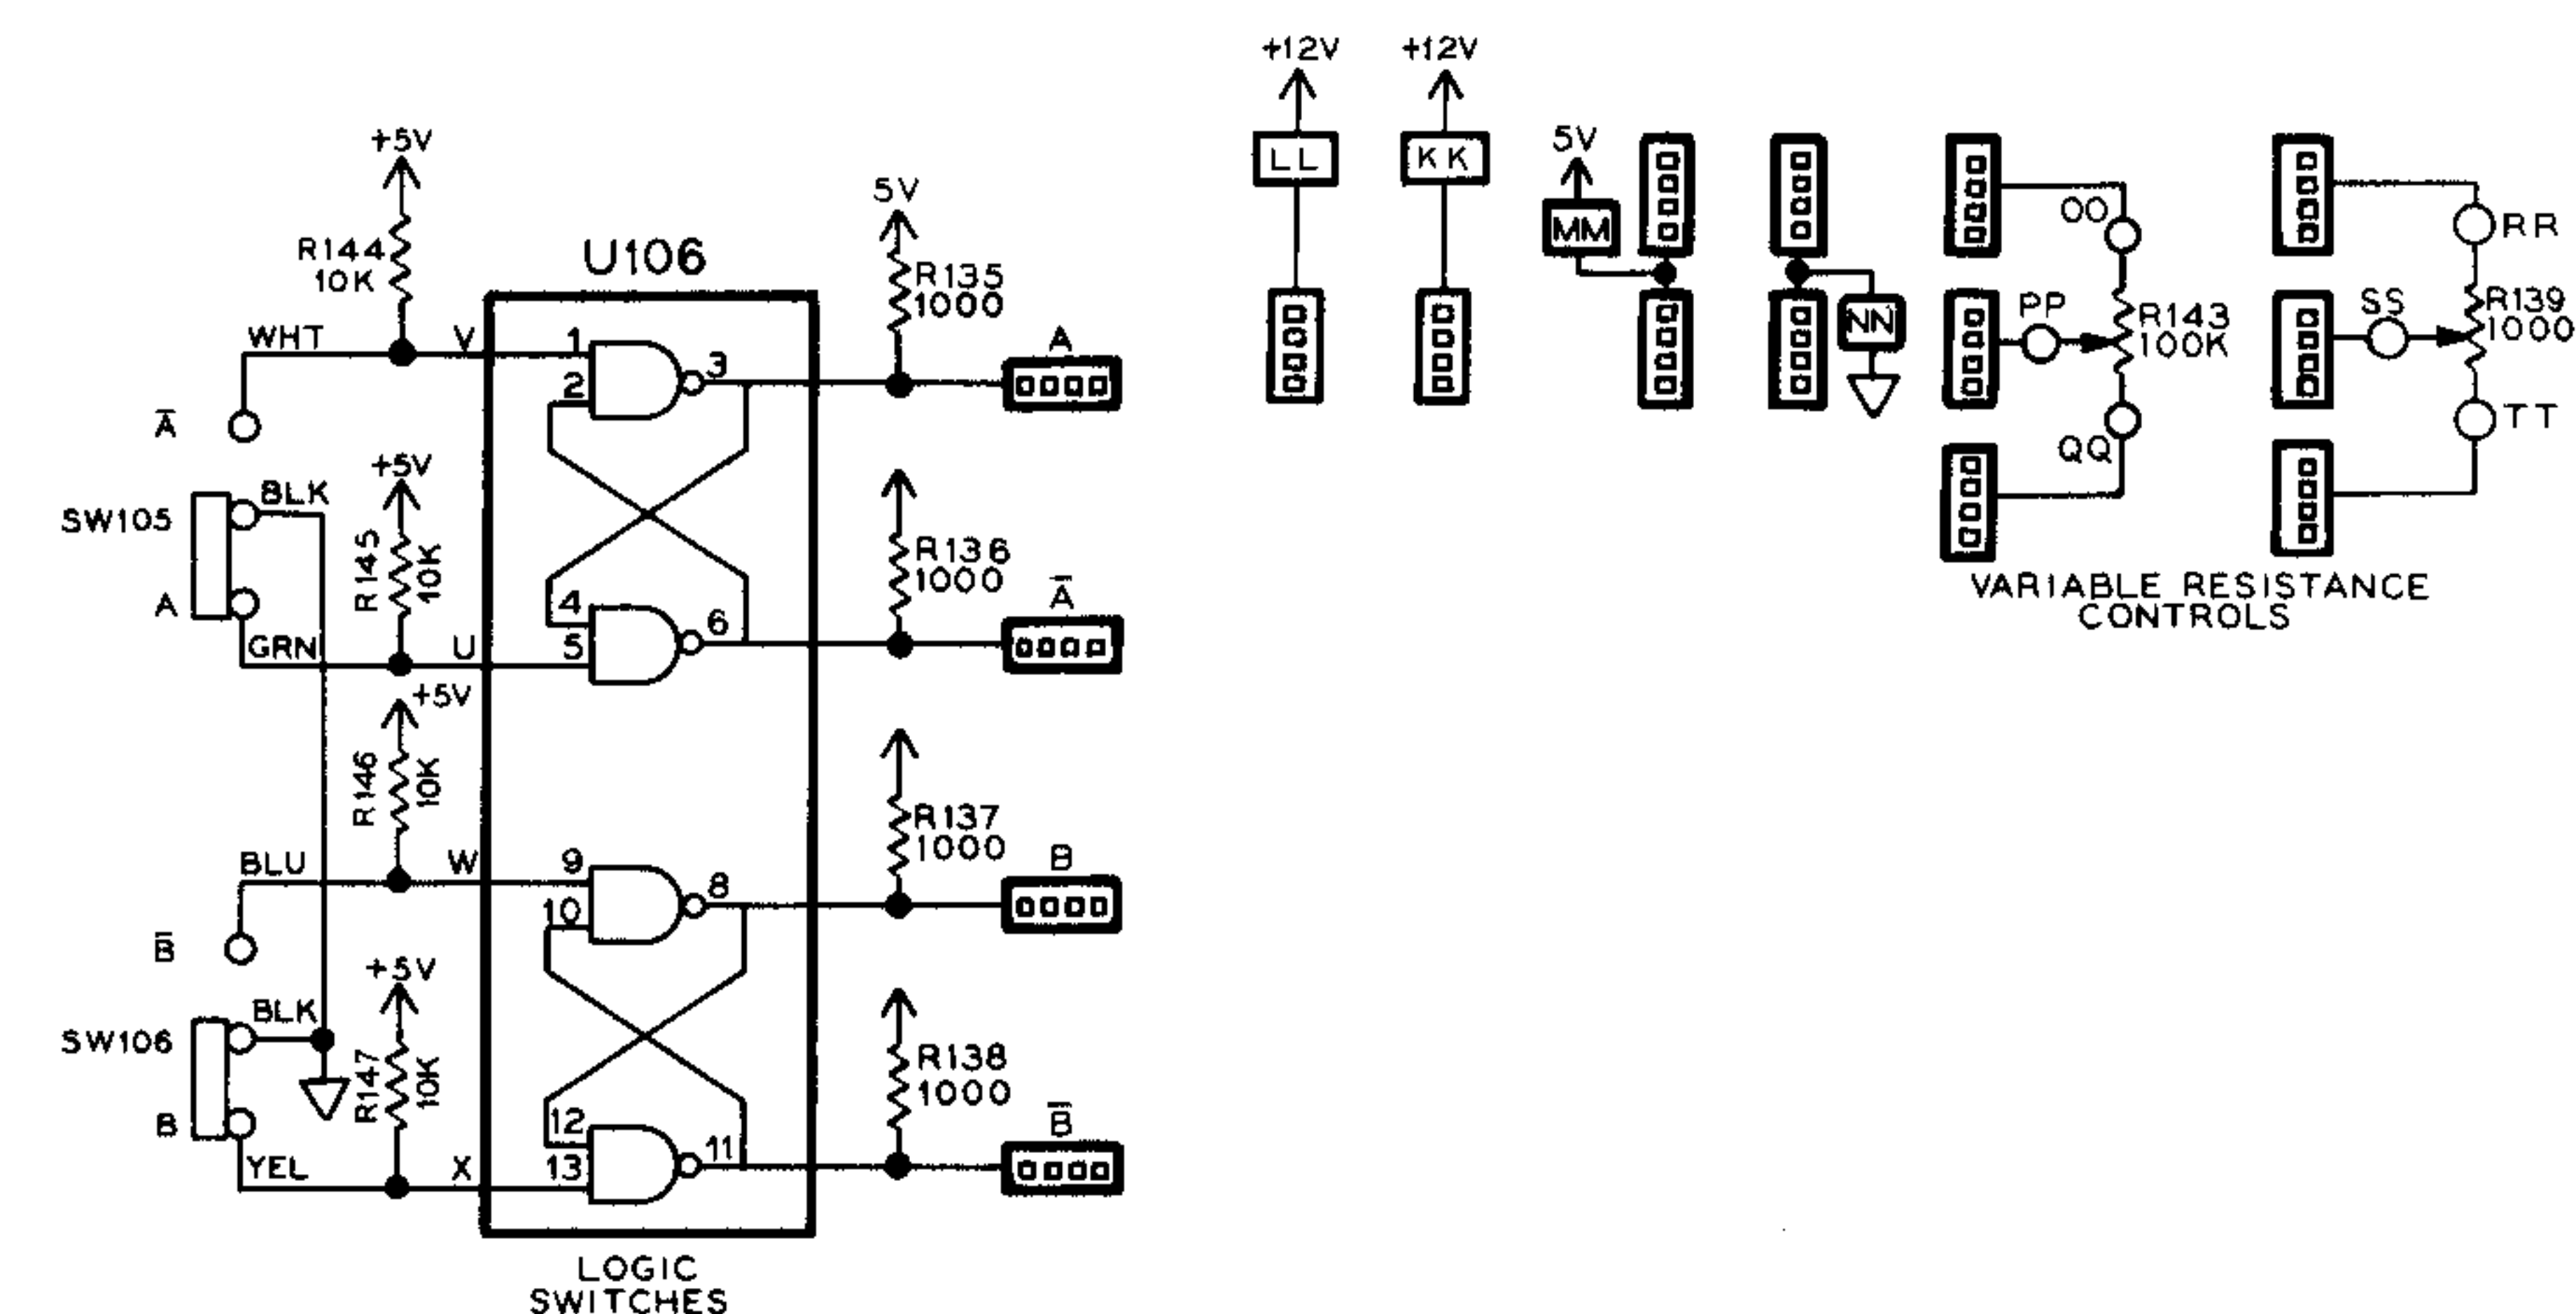 +5V
R144
10K
WHT
V
A̅
+5V
BLK
SW105
R145
10K
A
GRN
U
+5V
R146
10K
BLU
W
B̅
+5V
BLK
SW106
R147
10K
B
YEL
X
U106
1
2
3
4
5
6
9
10
8
12
13
11
LOGIC
SWITCHES
5V
R135
1000
A
R136
1000
A̅
R137
1000
B
R138
1000
B̅
+12V
LL
+12V
KK
5V
MM
NN
OO
PP
R143
100K
QQ
RR
SS
R139
1000
TT
VARIABLE RESISTANCE
CONTROLS